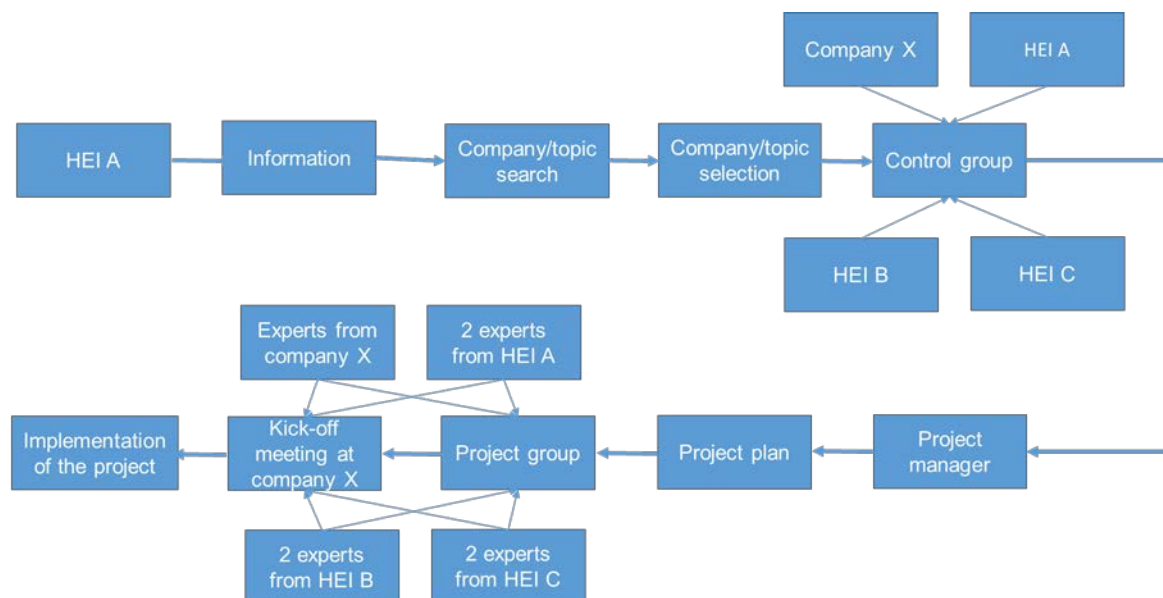 Company X
HEI A
HEI A
Information
Company/topic
search
Company/topic
selection
Control group
HEI B
HEI C
Experts from
company X
2 experts
from HEI A
Implementation
of the project
Kick-off
meeting at
company X
Project group
Project plan
Project
manager
2 experts
from HEI B
2 experts
from HEI C